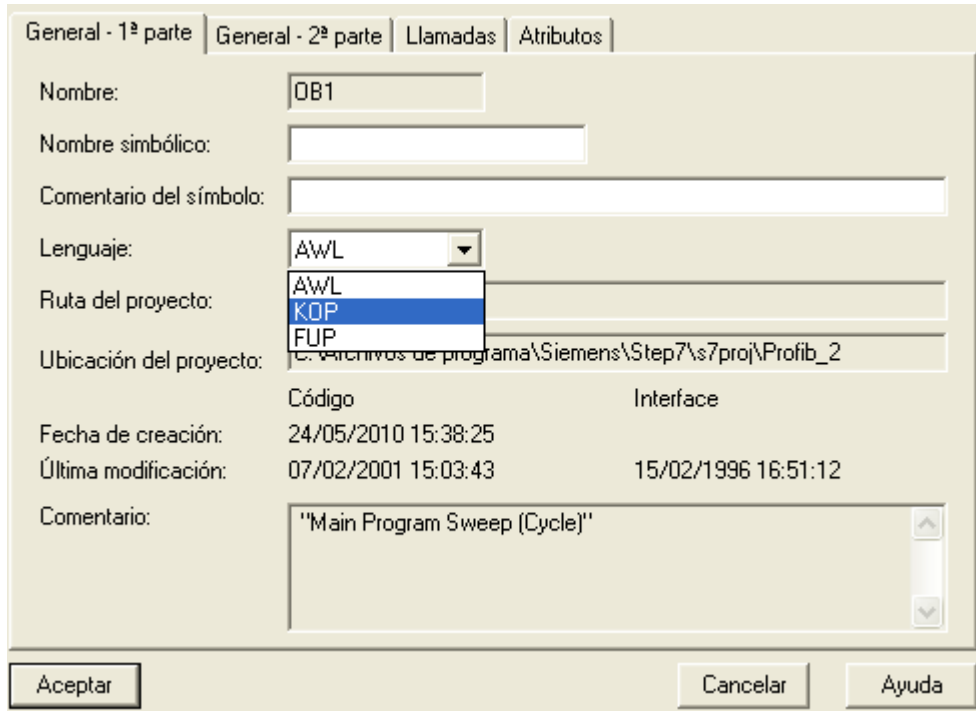 General - 1ª parte General - 2ª parte Llamadas Atributos
Nombre: OB1
Nombre simbólico:
Comentario del símbolo:
Lenguaje: AWL
AWL
Ruta del proyecto: KOP
FUP
Ubicación del proyecto: C:\Archivos de programa\Siemens\Step7\s7proj\Profib_2
Código Interface
Fecha de creación: 24/05/2010 15:38:25
Última modificación: 07/02/2001 15:03:43 15/02/1996 16:51:12
Comentario: "Main Program Sweep (Cycle)"
Aceptar Cancelar Ayuda